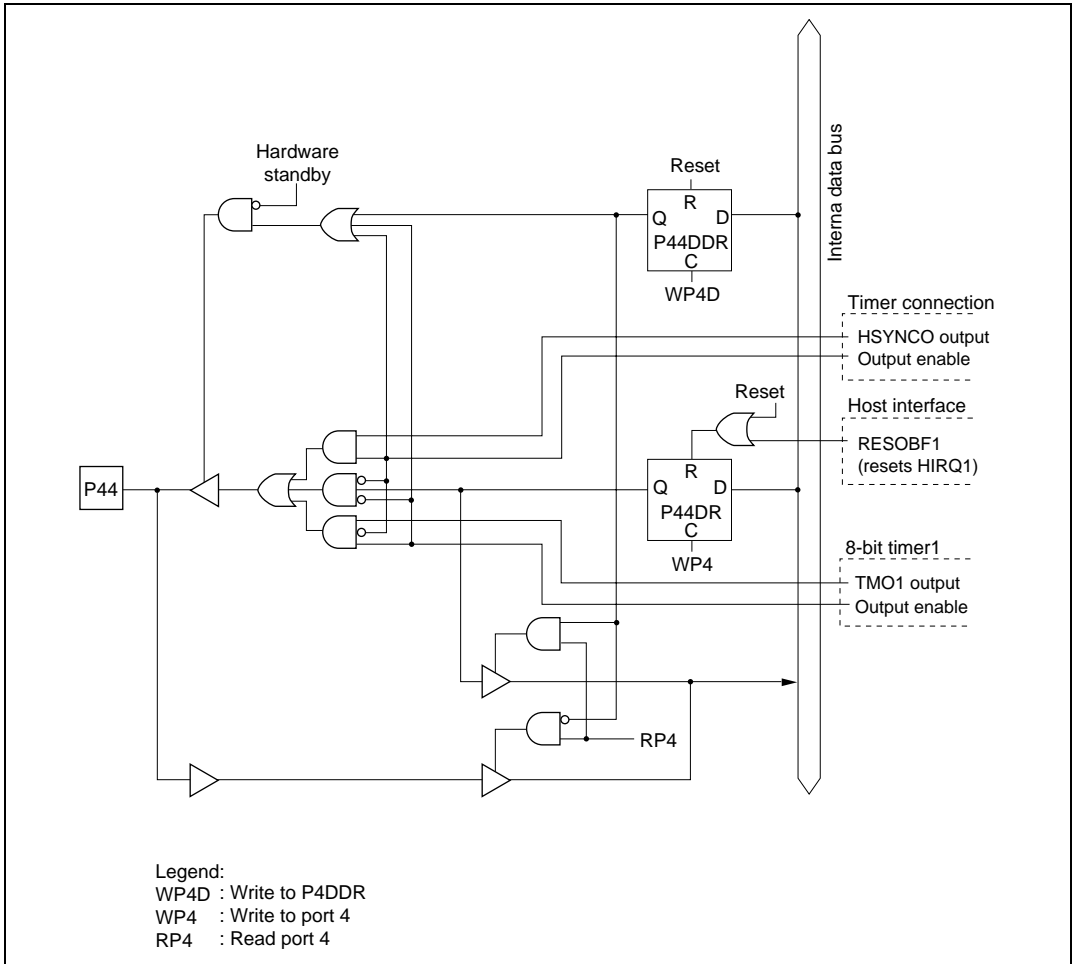 Hardware
standby
Reset
R
Q
D
P44DDR
C
WP4D
Interna data bus
Timer connection
HSYNCO output
Output enable
Reset
Host interface
RESOBF1
(resets HIRQ1)
R
Q
D
P44DR
C
WP4
P44
8-bit timer1
TMO1 output
Output enable
RP4
Legend:
WP4D : Write to P4DDR
WP4 : Write to port 4
RP4 : Read port 4